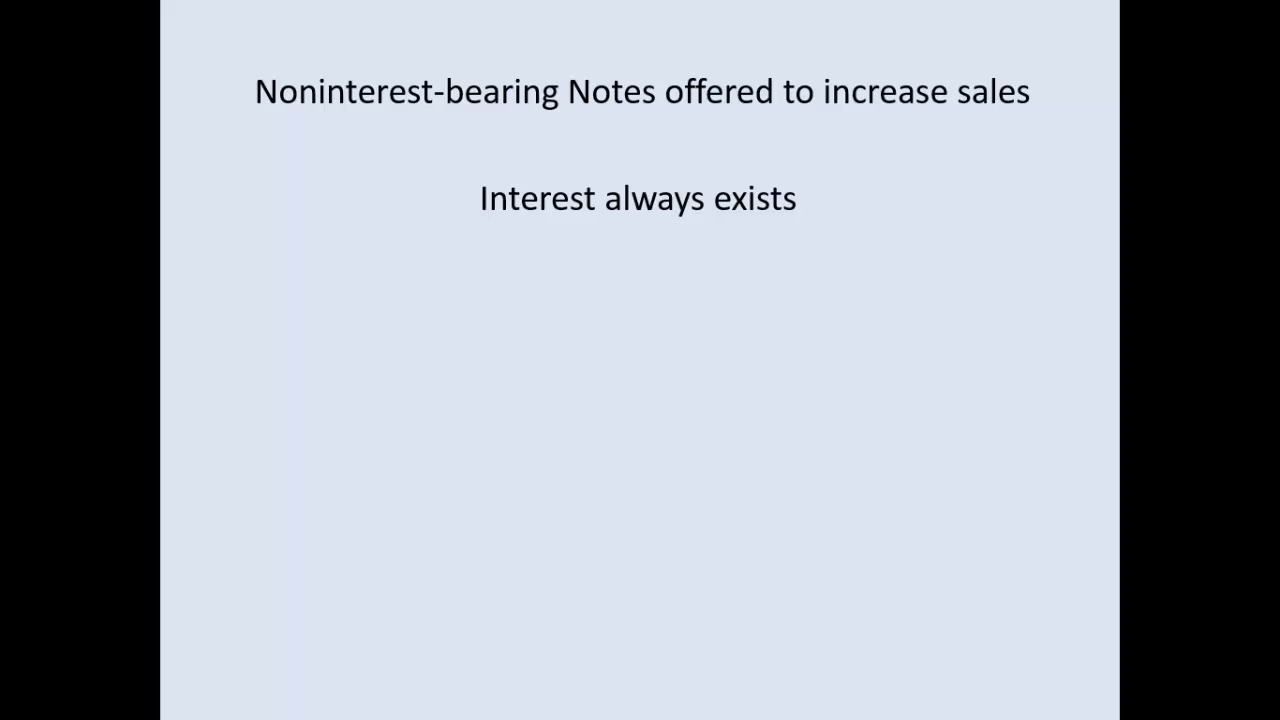 Noninterest-bearing Notes offered to increase sales
Interest always exists